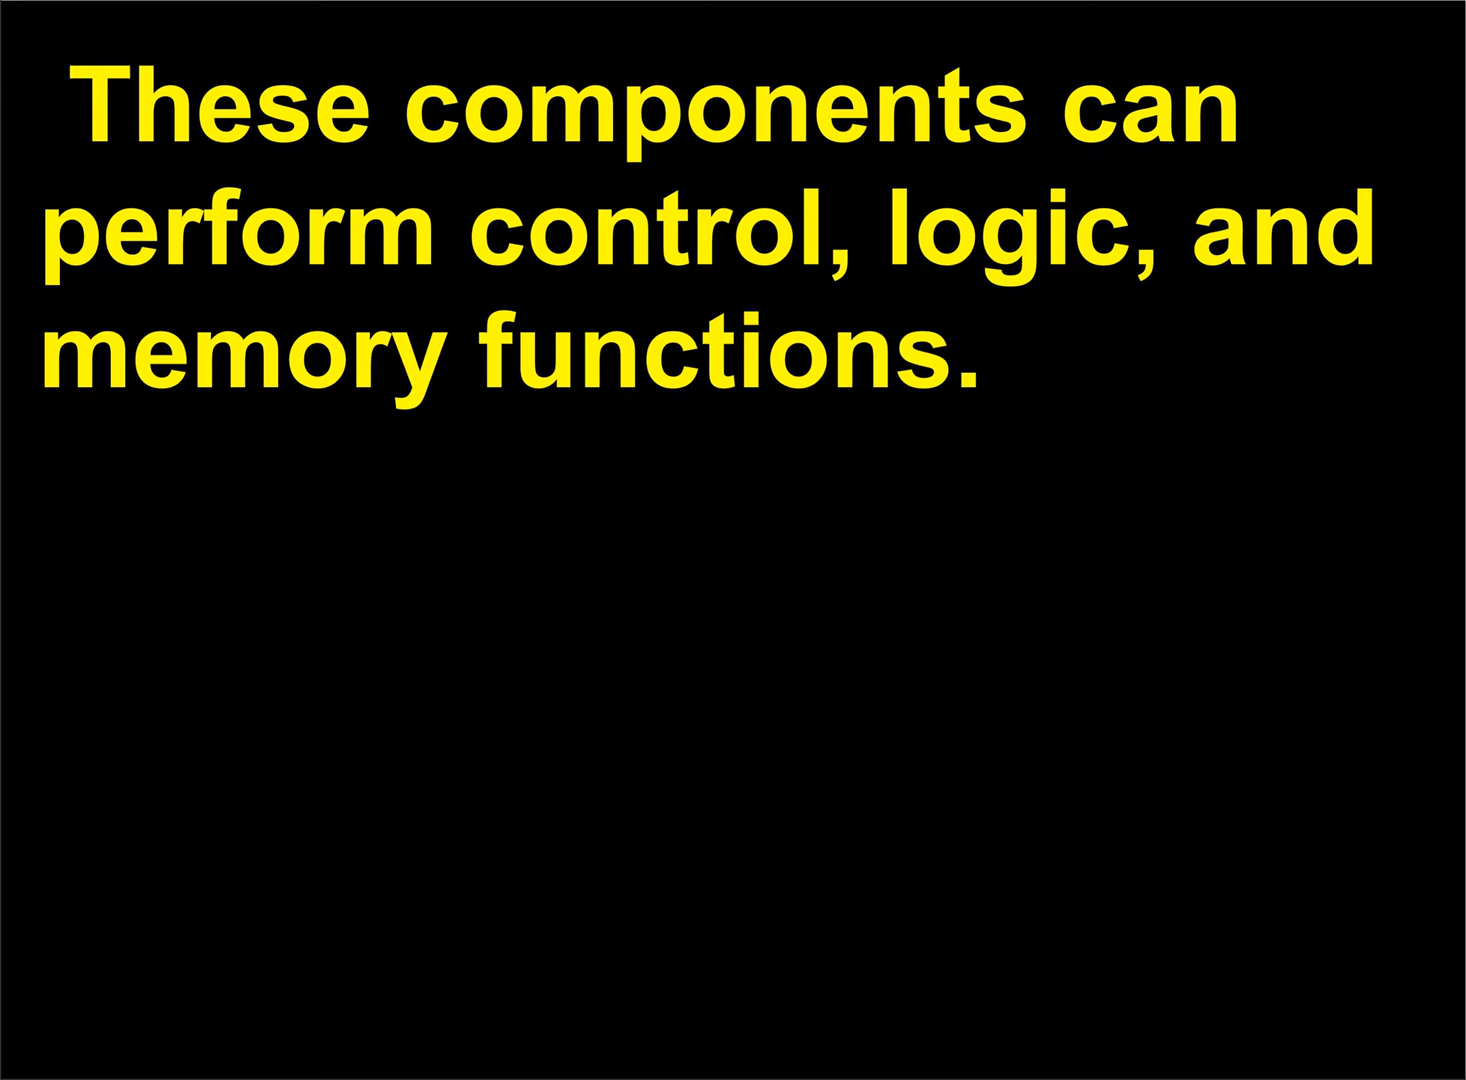 These components can
perform control, logic, and
memory functions.